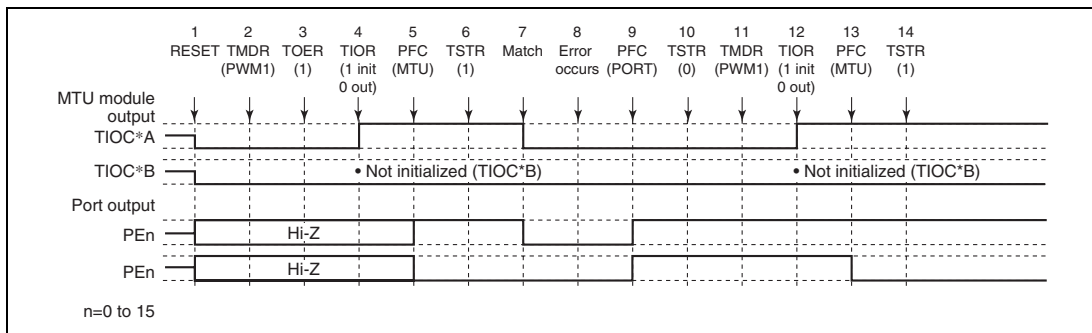 1 2 3 4 5 6 7 8 9 10 11 12 13 14
RESET TMDR TOER TIOR PFC TSTR Match Error PFC TSTR TMDR TIOR PFC TSTR
(PWM1) (1) (1 init (MTU) (1) occurs (PORT) (0) (PWM1) (1 init (MTU) (1)
0 out) 0 out)
MTU module
output
TIOC*A
TIOC*B • Not initialized (TIOC*B) • Not initialized (TIOC*B)
Port output
PEn Hi-Z
PEn Hi-Z
n=0 to 15